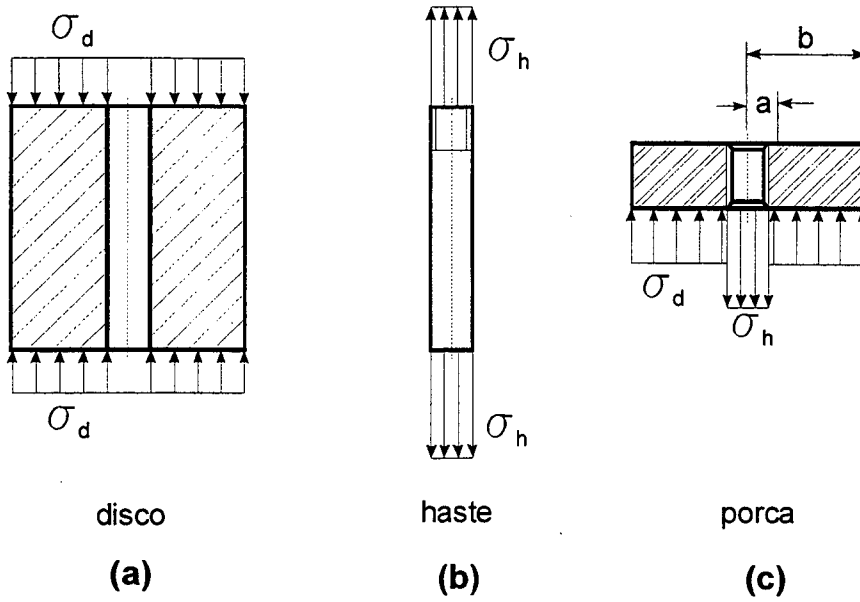 σd
σd
disco
(a)
σh
σh
haste
(b)
b
a
σd
σh
porca
(c)